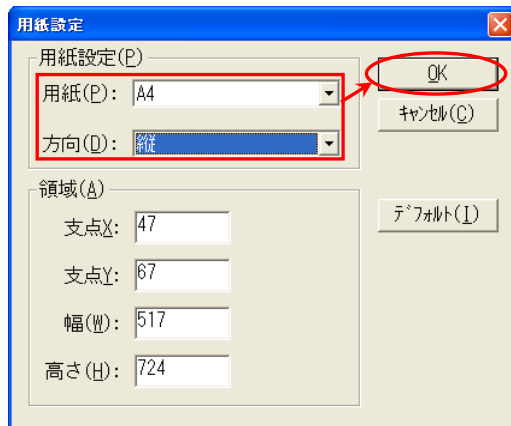 用紙設定
用紙設定(P)
用紙(P): A4
方向(D): 縦
OK
キャンセル(C)
デフォルト(I)
領域(A)
支点X: 47
支点Y: 67
幅(W): 517
高さ(H): 724